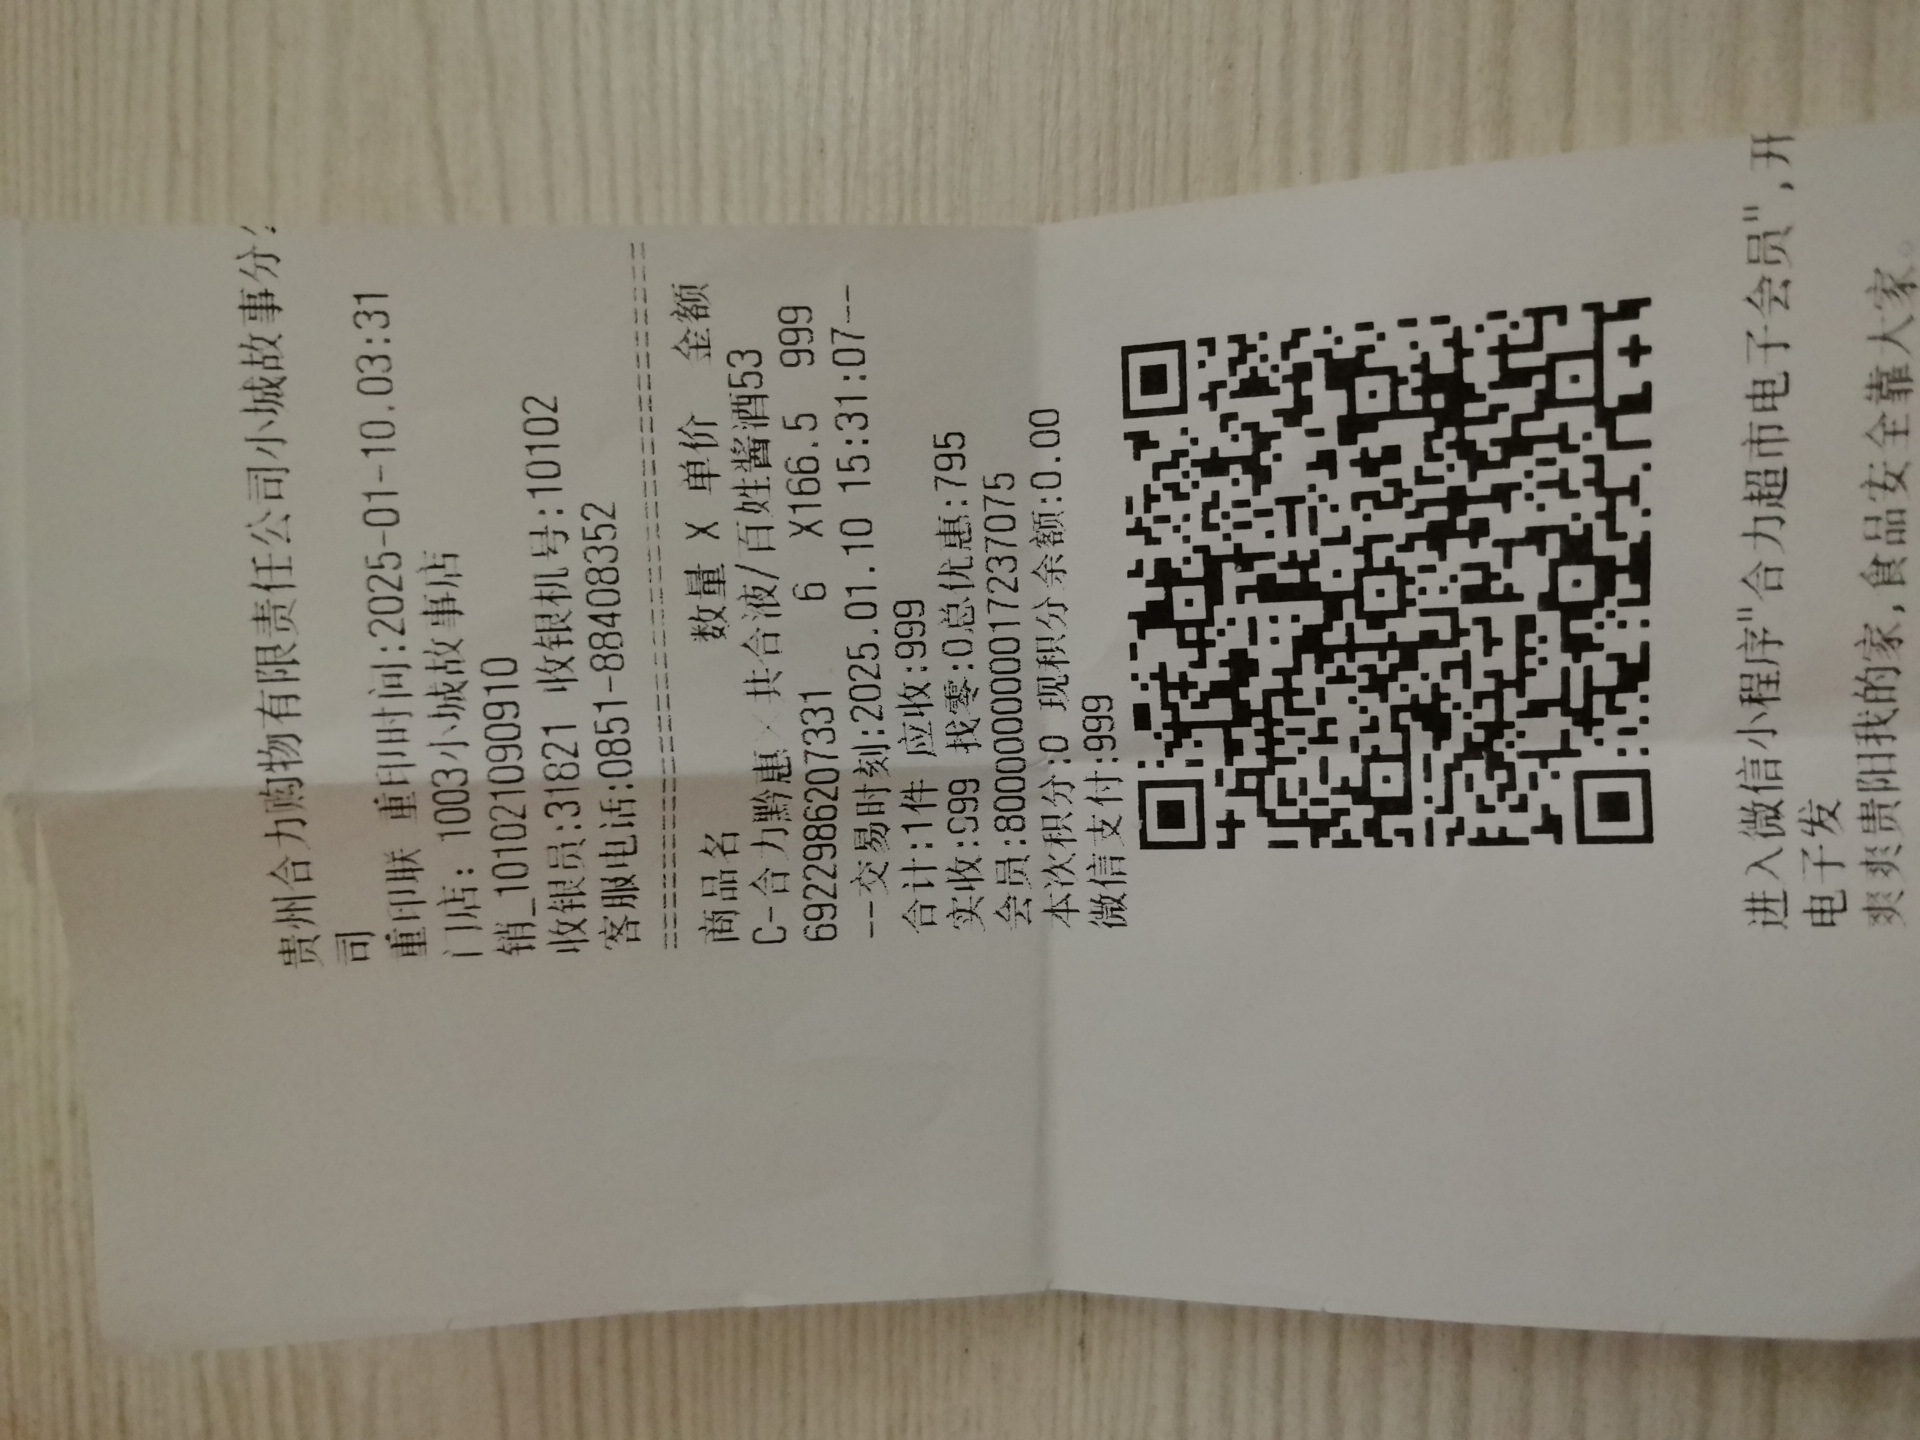 贵州合力购物有限责任公司小城故事分
司
重印联 重印时间:2025-01-10.03:31
门店: 1003小城故事店
销_101021090910
收银员:31821 收银机号:10102
客服电话:0851-88408352
================================
商品名 数量 X 单价 金额
C-合力黔惠×共合液/百姓酱酒53
6922986207331 6 X166.5 999
--交易时刻:2025.01.10 15:31:07---
合计:1件 应收:999
实收:999 找零:0总优惠:795
会员:8000000000017237075
本次积分:0 现积分余额:0.00
微信支付:999
进入微信小程序"合力超市电子会员",开
电子发
爽爽贵阳我的家,食品安全靠大家。